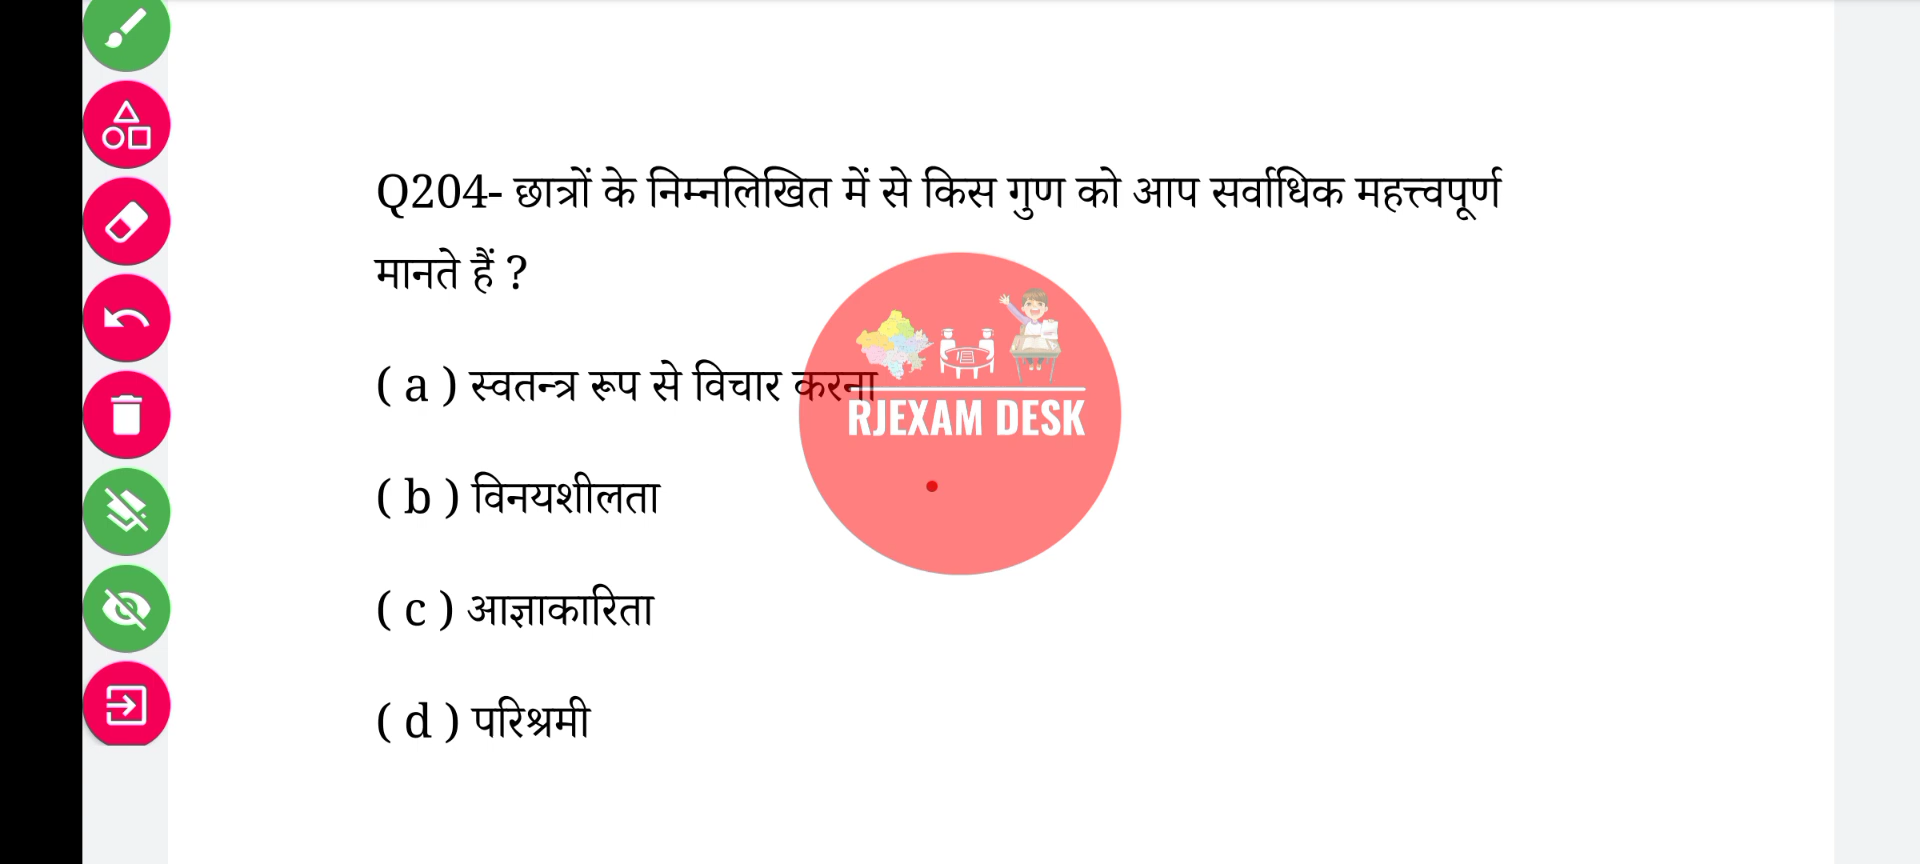 Q204- छात्रों के निम्नलिखित में से किस गुण को आप सर्वाधिक महत्त्वपूर्ण
मानते हैं ?
( a ) स्वतन्त्र रूप से विचार करना
RJEXAM DESK
( b ) विनयशीलता
( c ) आज्ञाकारिता
( d ) परिश्रमी